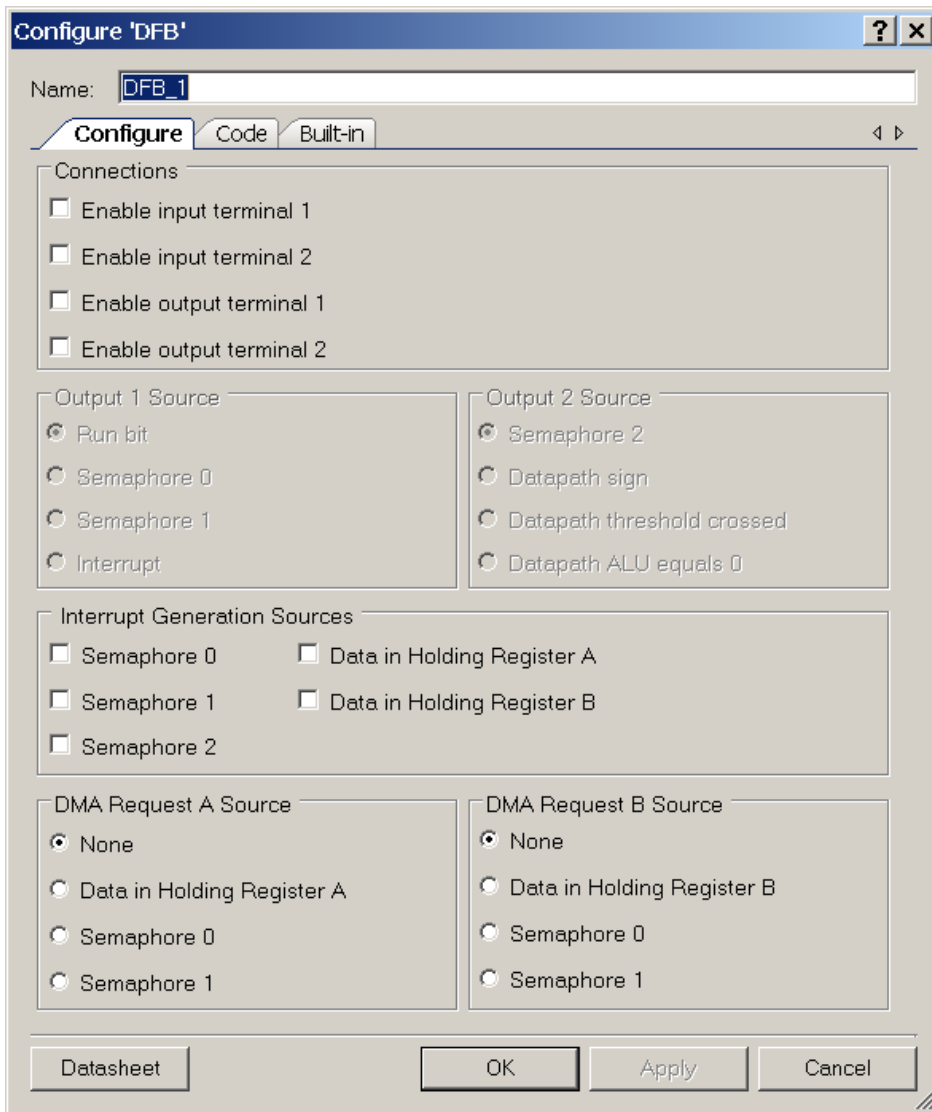 Configure 'DFB'
Name: DFB_1
Configure Code Built-in
Connections
Enable input terminal 1
Enable input terminal 2
Enable output terminal 1
Enable output terminal 2
Output 1 Source
Run bit
Semaphore 0
Semaphore 1
Interrupt
Output 2 Source
Semaphore 2
Datapath sign
Datapath threshold crossed
Datapath ALU equals 0
Interrupt Generation Sources
Semaphore 0 Data in Holding Register A
Semaphore 1 Data in Holding Register B
Semaphore 2
DMA Request A Source
None
Data in Holding Register A
Semaphore 0
Semaphore 1
DMA Request B Source
None
Data in Holding Register B
Semaphore 0
Semaphore 1
Datasheet OK Apply Cancel